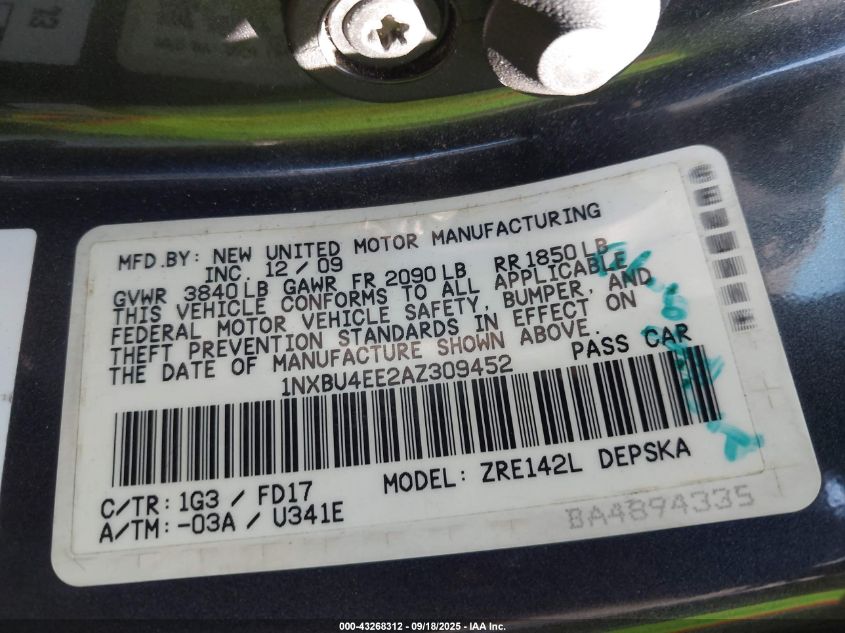 MFD.BY: NEW UNITED MOTOR MANUFACTURING
INC. 12/09
GVWR 3840LB GAWR FR 2090LB RR 1850LB
THIS VEHICLE CONFORMS TO ALL APPLICABLE
FEDERAL MOTOR VEHICLE SAFETY, BUMPER, AND
THEFT PREVENTION STANDARDS IN EFFECT ON
THE DATE OF MANUFACTURE SHOWN ABOVE.
1NXBU4EE2AZ309452 PASS CAR
C/TR: 1G3 / FD17 MODEL: ZRE142L DEPSKA
A/TM: -03A / U341E
BA4894335
000-43268312 - 09/18/2025 - IAA Inc.